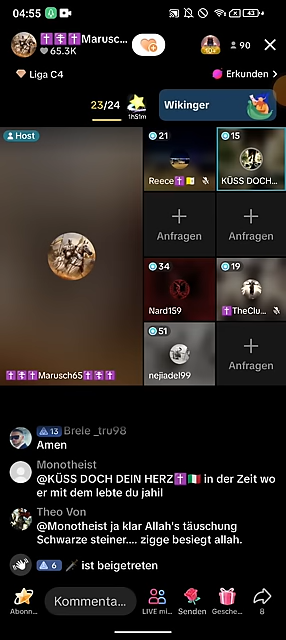 04:55
43
✝️✝️✝️Marusc...
65.3K
90
Liga C4
Erkunden >
23/24
1h51m
Wikinger
Host
✝️✝️✝️Marusch65✝️✝️✝️
21
Reece✝️
15
KÜSS DOCH...
Anfragen
Anfragen
34
Nard159
19
✝️TheClu...
51
nejiadel99
Anfragen
13 Breie _tru98
Amen
Monotheist
@KÜSS DOCH DEIN HERZ✝️🇮🇹 in der Zeit wo
er mit dem lebte du jahil
Theo Von
@Monotheist ja klar Allah's täuschung
Schwarze steiner.... zigge besiegt allah.
6 ist beigetreten
Abonn...
Kommenta...
LIVE mi...
Senden
Gesche...
8